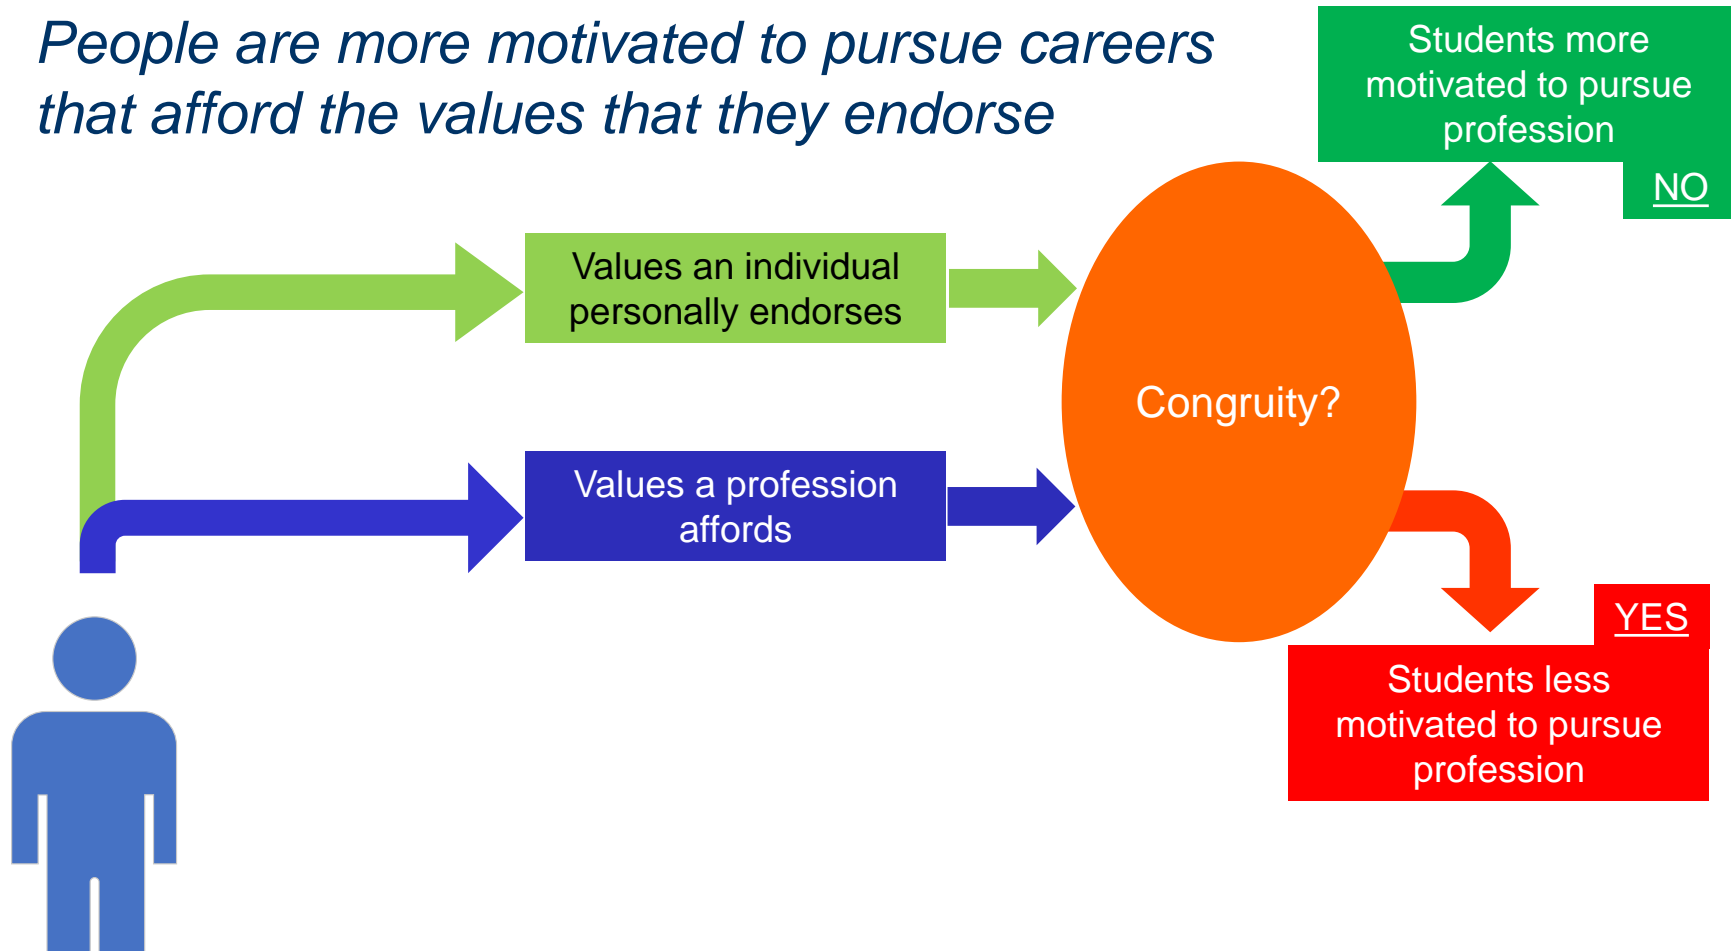 People are more motivated to pursue careers
that afford the values that they endorse
Students more
motivated to pursue
profession
NO
Values an individual
personally endorses
Congruity?
Values a profession
affords
YES
Students less
motivated to pursue
profession